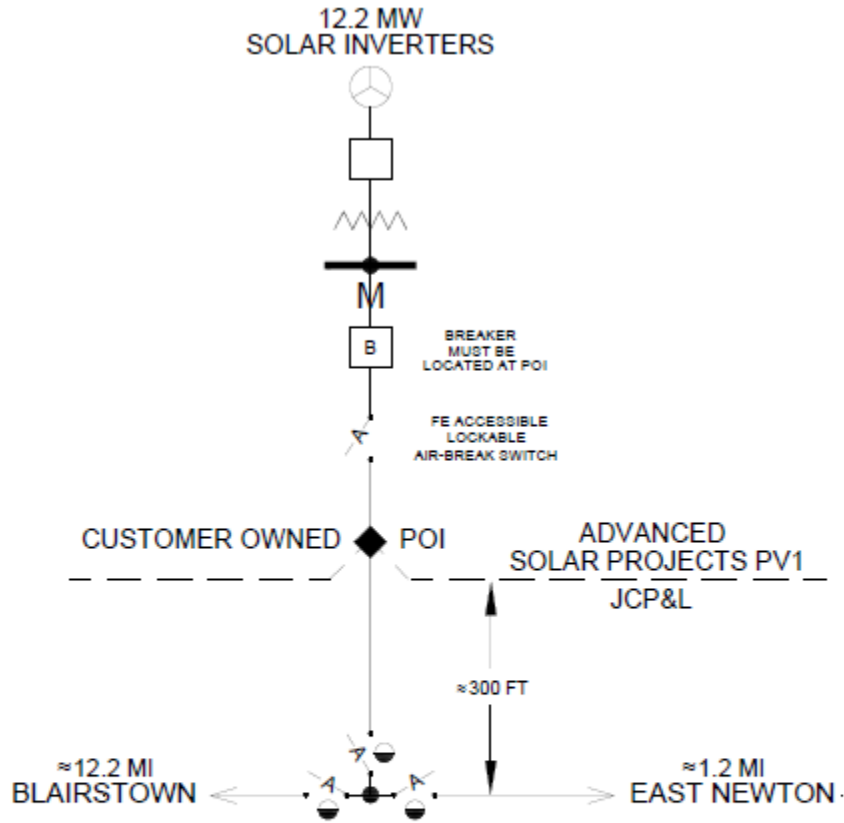 12.2 MW
SOLAR INVERTERS
M
B
BREAKER
MUST BE
LOCATED AT POI
A
FE ACCESSIBLE
LOCKABLE
AIR-BREAK SWITCH
CUSTOMER OWNED
POI
ADVANCED
SOLAR PROJECTS PV1
JCP&L
≈300 FT
A
≈12.2 MI
BLAIRSTOWN
A
A
≈1.2 MI
EAST NEWTON